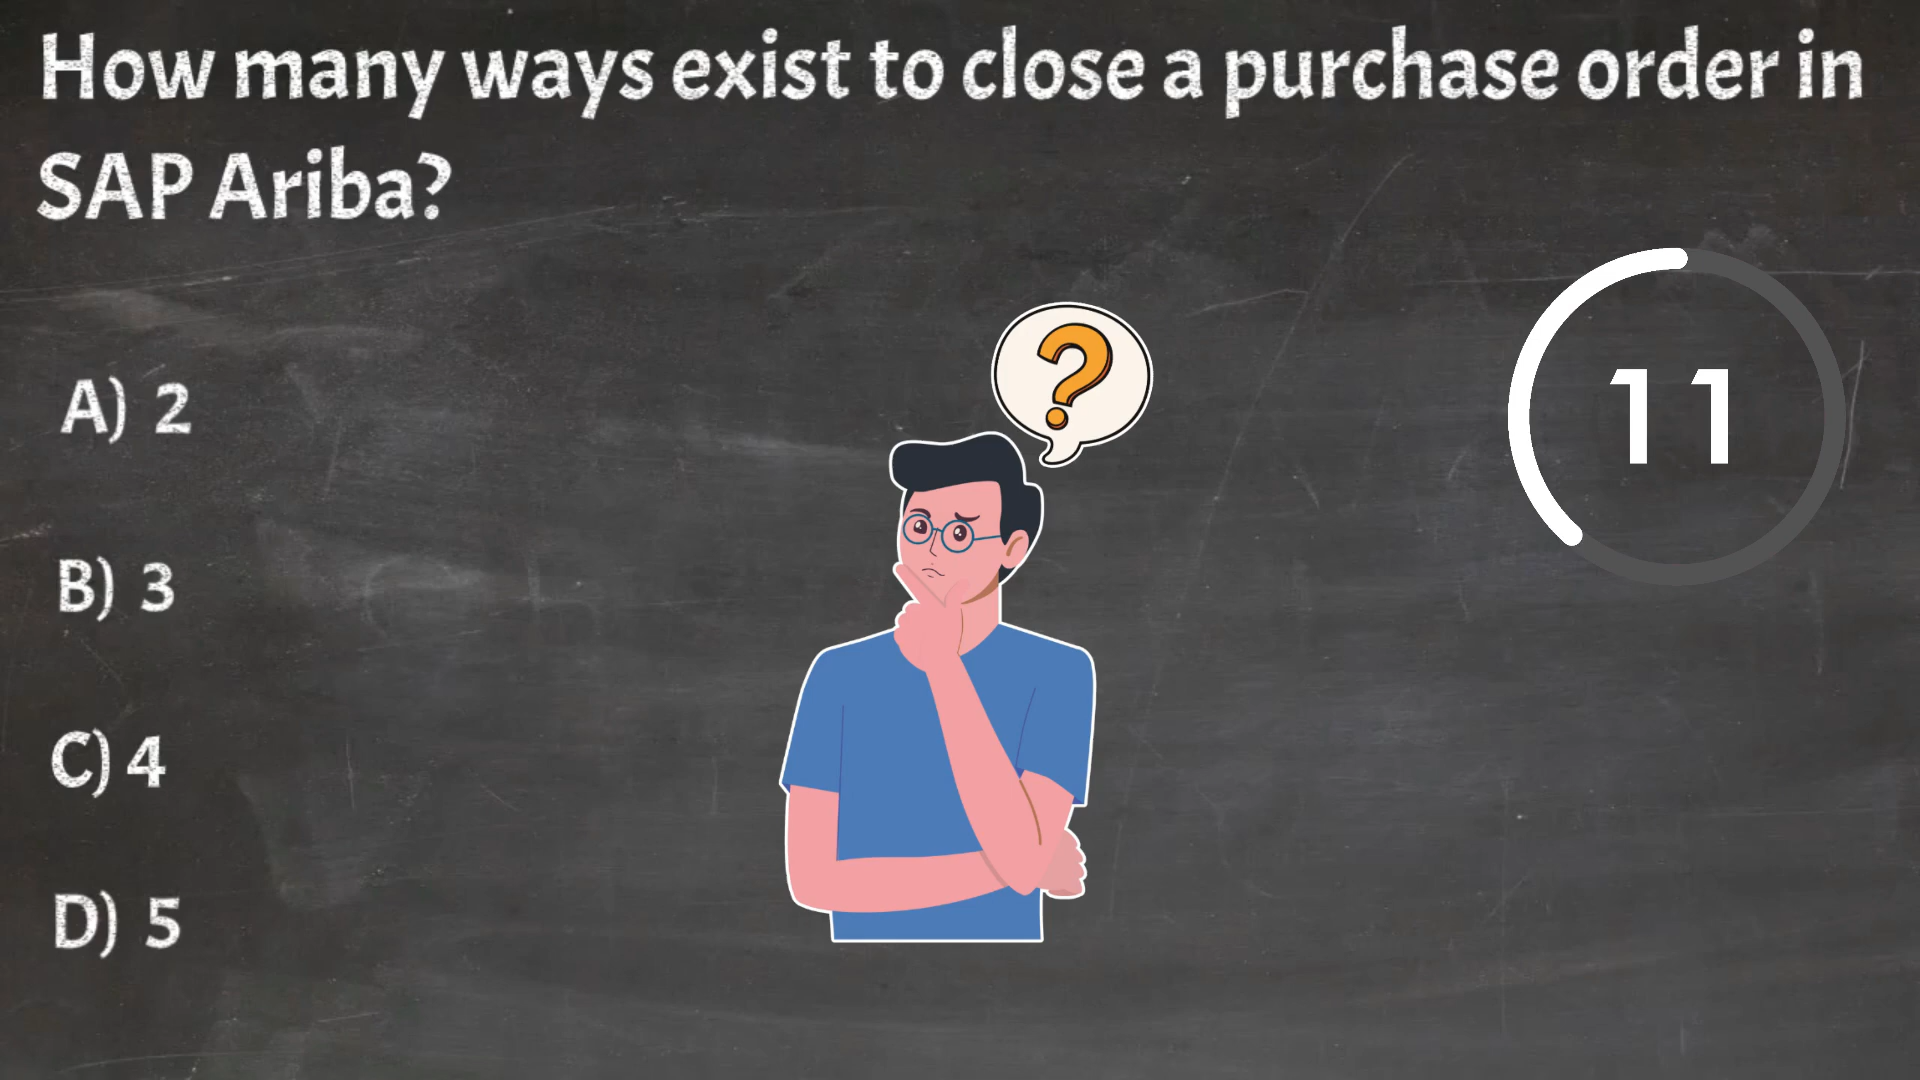 How many ways exist to close a purchase order in
SAP Ariba?
?
11
A) 2
B) 3
C) 4
D) 5